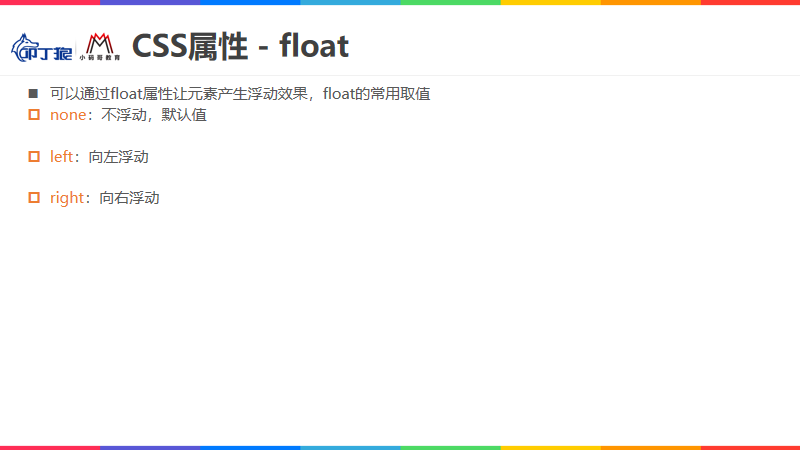 叩丁狼
小码哥教育
CSS属性 - float
可以通过float属性让元素产生浮动效果，float的常用取值
none：不浮动，默认值
left：向左浮动
right：向右浮动